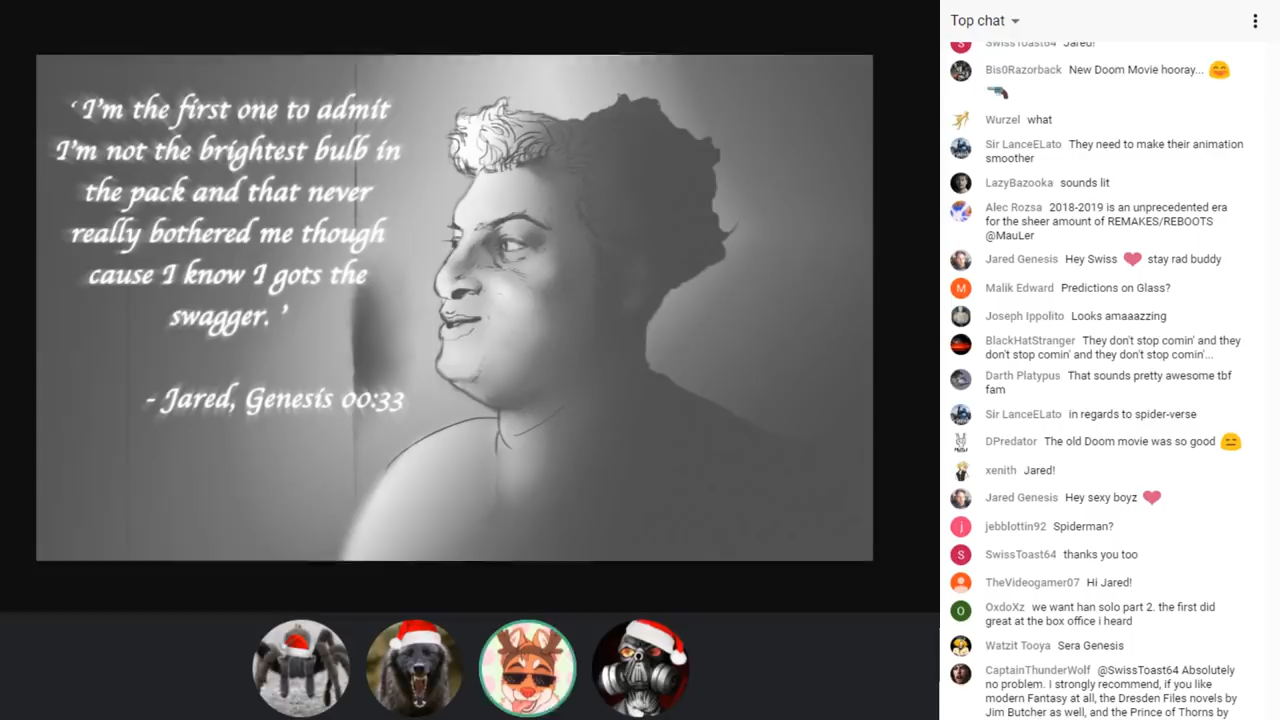 ‘ I'm the first one to admit
I'm not the brightest bulb in
the pack and that never
really bothered me though
cause I know I gots the
swagger. ’
- Jared, Genesis 00:33
Top chat
SwissToast64 Jared!
Bis0Razorback New Doom Movie hooray...
Wurzel what
Sir LanceELato They need to make their animation
smoother
LazyBazooka sounds lit
Alec Rozsa 2018-2019 is an unprecedented era
for the sheer amount of REMAKES/REBOOTS
@MauLer
Jared Genesis Hey Swiss stay rad buddy
M
Malik Edward Predictions on Glass?
Joseph Ippolito Looks amaaazzing
BlackHatStranger They don't stop comin' and they
don't stop comin' and they don't stop comin'...
Darth Platypus That sounds pretty awesome tbf
fam
Sir LanceELato in regards to spider-verse
DPredator The old Doom movie was so good
xenith Jared!
Jared Genesis Hey sexy boyz
j
jebblottin92 Spiderman?
S
SwissToast64 thanks you too
TheVideogamer07 Hi Jared!
O
OxdoXz we want han solo part 2. the first did
great at the box office i heard
Watzit Tooya Sera Genesis
CaptainThunderWolf @SwissToast64 Absolutely
no problem. I strongly recommend, if you like
modern Fantasy at all, the Dresden Files novels by
Jim Butcher as well, and the Prince of Thorns by